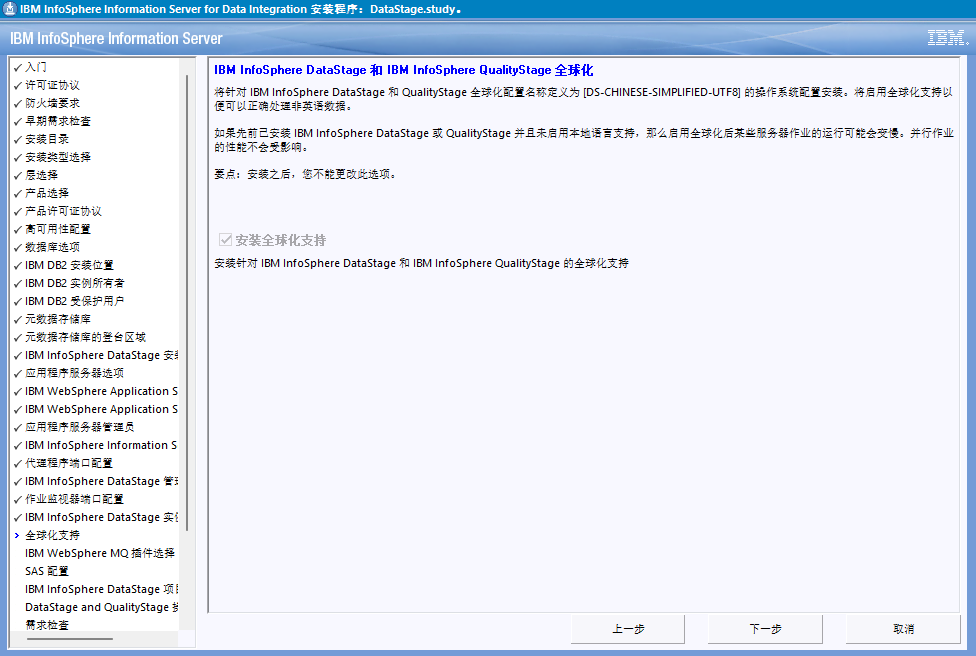 IBM InfoSphere Information Server for Data Integration 安装程序：DataStage.study。
IBM InfoSphere Information Server
IBM.
入门
许可证协议
防火墙要求
早期需求检查
安装目录
安装类型选择
层选择
产品选择
产品许可证协议
高可用性配置
数据库选项
IBM DB2 安装位置
IBM DB2 实例所有者
IBM DB2 受保护用户
元数据存储库
元数据存储库的登台区域
IBM InfoSphere DataStage 安装
应用程序服务器选项
IBM WebSphere Application S
IBM WebSphere Application S
应用程序服务器管理员
IBM InfoSphere Information S
代理程序端口配置
IBM InfoSphere DataStage 管理
作业监视器端口配置
IBM InfoSphere DataStage 实例
全球化支持
IBM WebSphere MQ 插件选择
SAS 配置
IBM InfoSphere DataStage 项目
DataStage and QualityStage
需求检查
IBM InfoSphere DataStage 和 IBM InfoSphere QualityStage 全球化
将针对 IBM InfoSphere DataStage 和 QualityStage 全球化配置名称定义为 [DS-CHINESE-SIMPLIFIED-UTF8] 的操作系统配置安装。将启用全球化支持以
便可以正确处理非英语数据。
如果先前已安装 IBM InfoSphere DataStage 或 QualityStage 并且未启用本地语言支持，那么启用全球化后某些服务器作业的运行可能会变慢。并行作业
的性能不会受影响。
要点：安装之后，您不能更改此选项。
安装全球化支持
安装针对 IBM InfoSphere DataStage 和 IBM InfoSphere QualityStage 的全球化支持
上一步
下一步
取消